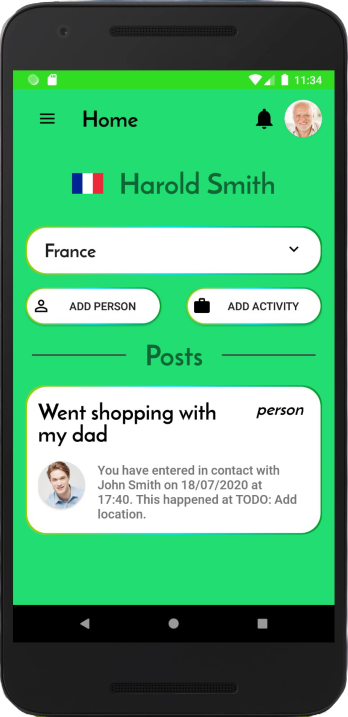 11:34
Home
Harold Smith
France
ADD PERSON
ADD ACTIVITY
Posts
Went shopping with
my dad
person
You have entered in contact with
John Smith on 18/07/2020 at
17:40. This happened at TODO: Add
location.